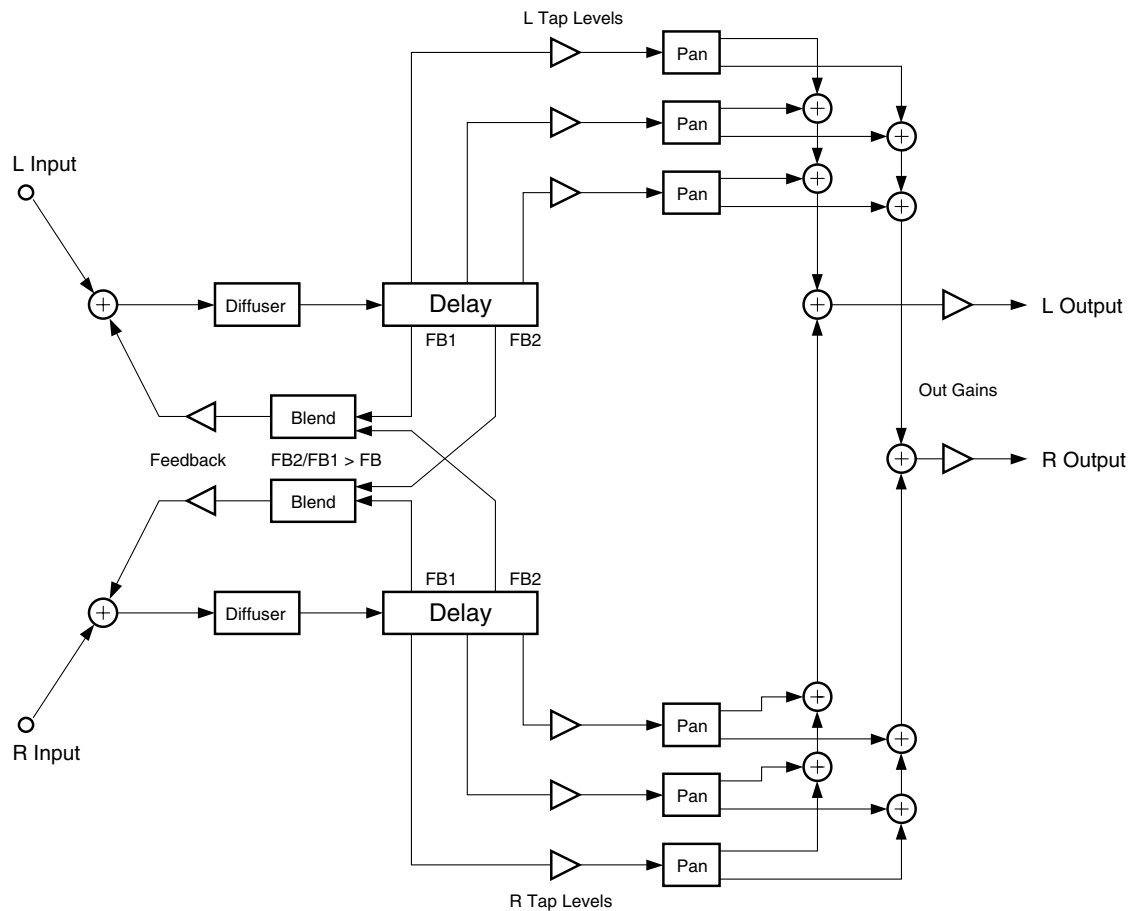 L Tap Levels
Pan
Pan
L Input
Pan
Diffuser
Delay
L Output
FB1
FB2
Out Gains
Blend
Feedback
FB2/FB1 > FB
R Output
Blend
FB1
FB2
Diffuser
Delay
Pan
R Input
Pan
Pan
R Tap Levels